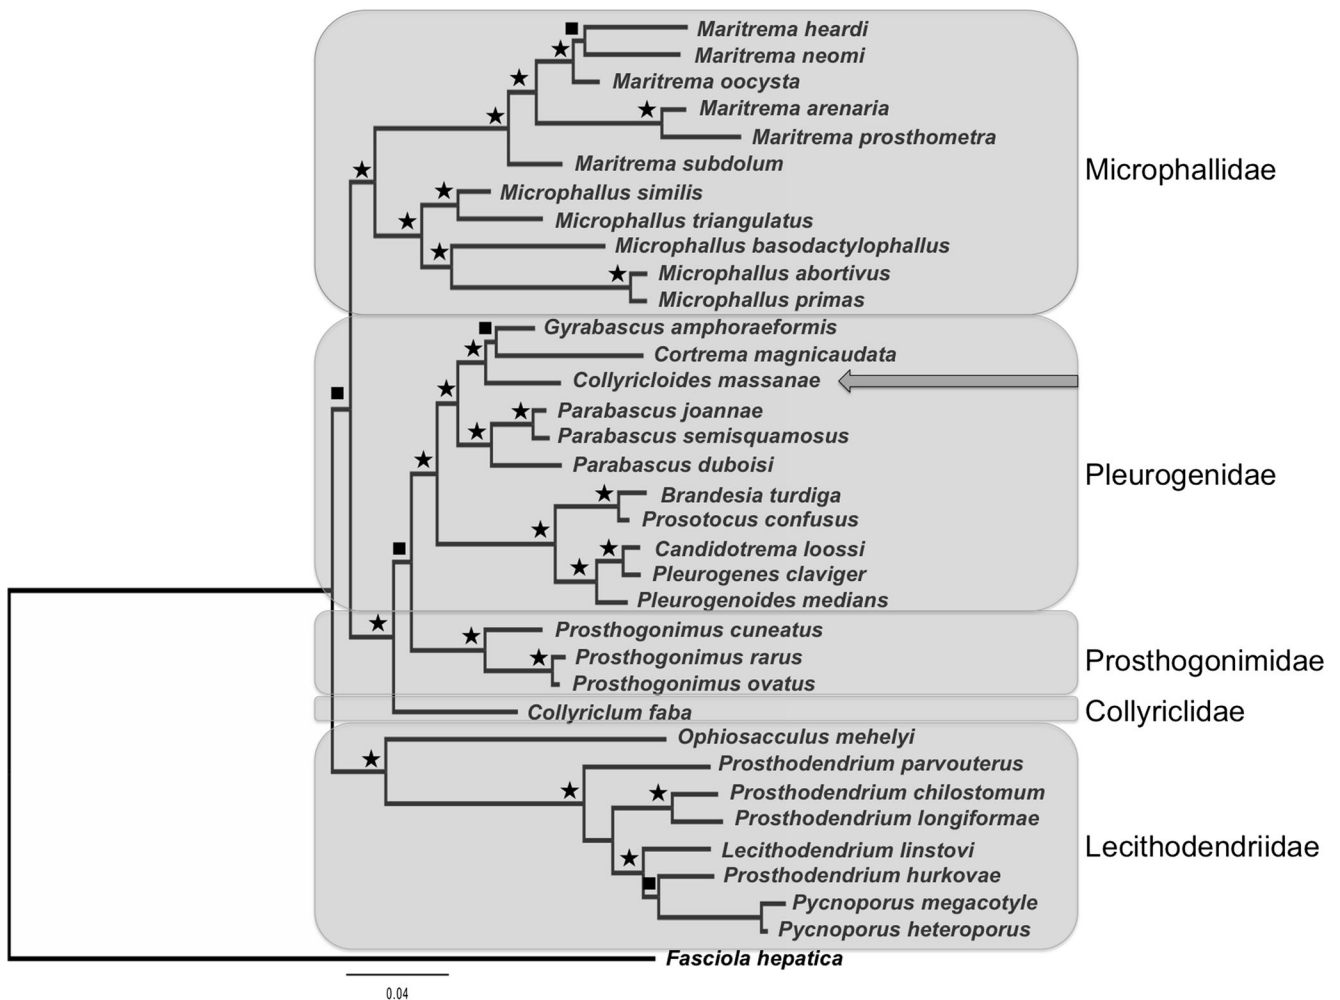 Maritrema heardi
Maritrema neomi
Maritrema oocysta
Maritrema arenaria
Maritrema prosthometra
Maritrema subdolum
Microphallidae
Microphallus similis
Microphallus triangulatus
Microphallus basodactylophallus
Microphallus abortivus
Microphallus primas
Gyrabascus amphoraeformis
Cortrema magnicaudata
Collyricloides massanae
Parabascus joannae
Parabascus semisquamosus
Parabascus duboisi
Pleurogenidae
Brandesia turdiga
Prosotocus confusus
Candidotrema loossi
Pleurogenes claviger
Pleurogenoides medians
Prosthogonimus cuneatus
Prosthogonimus rarus
Prosthogonimidae
Prosthogonimus ovatus
Collyriclum faba
Collyriclidae
Ophiosacculus mehelyi
Prosthodendrium parvouterus
Prosthodendrium chilostomum
Prosthodendrium longiformae
Lecithodendrium linstovi
Lecithodendriidae
Prosthodendrium hurkovae
Pycnoporus megacotyle
Pycnoporus heteroporus
Fasciola hepatica
0.04